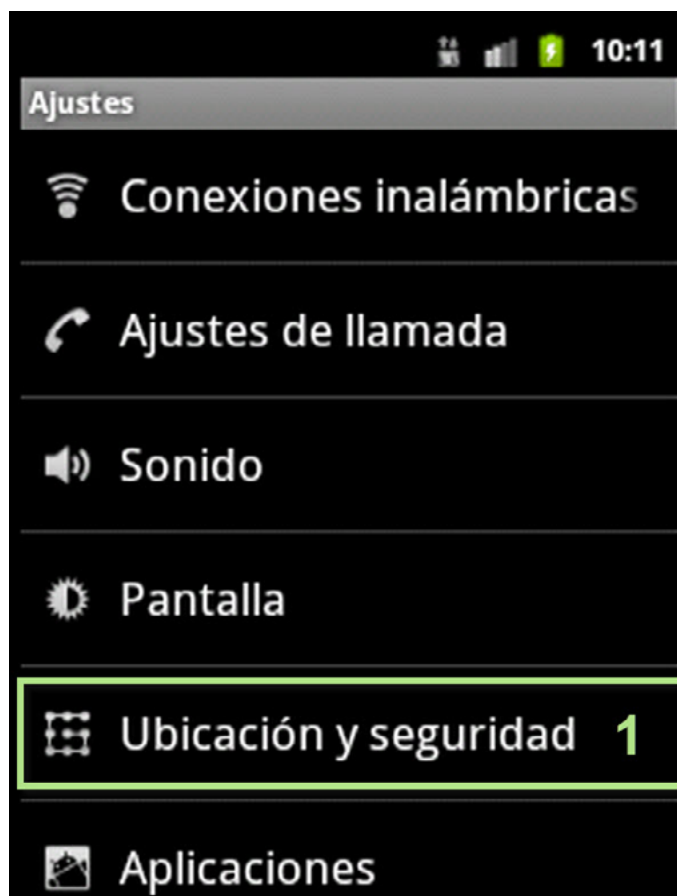 10:11
Ajustes
Conexiones inalámbricas
Ajustes de llamada
Sonido
Pantalla
Ubicación y seguridad 1
Aplicaciones